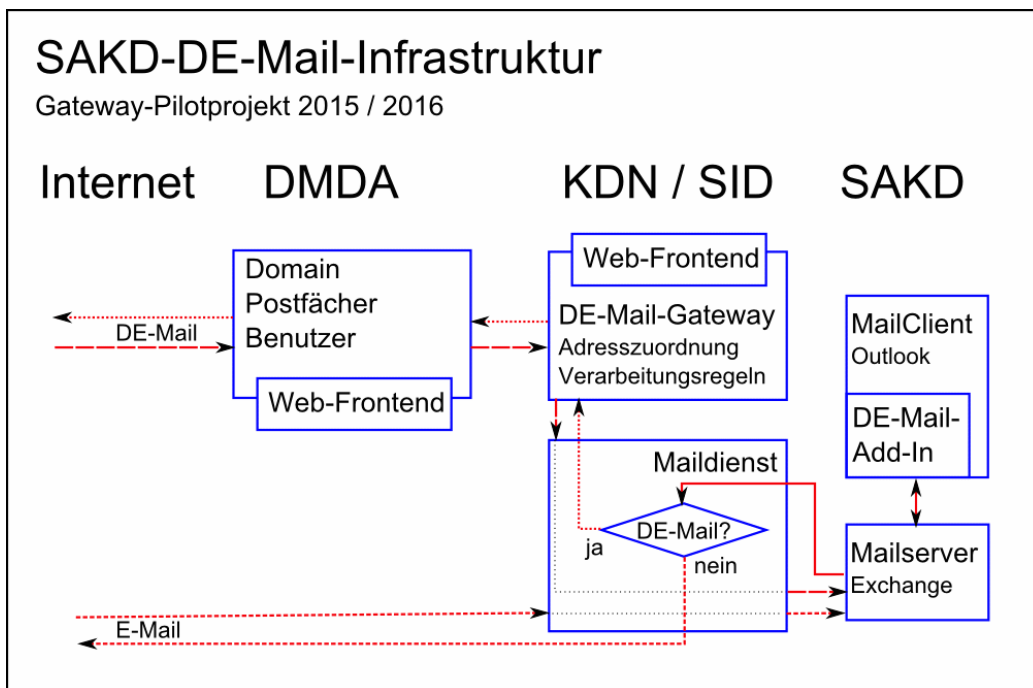 SAKD-DE-Mail-Infrastruktur
Gateway-Pilotprojekt 2015 / 2016
Internet
DMDA
KDN / SID
SAKD
Domain
Postfächer
Benutzer
Web-Frontend
DE-Mail
Web-Frontend
DE-Mail-Gateway
Adresszuordnung
Verarbeitungsregeln
MailClient
Outlook
DE-Mail-
Add-In
Maildienst
DE-Mail?
ja
nein
Mailserver
Exchange
E-Mail